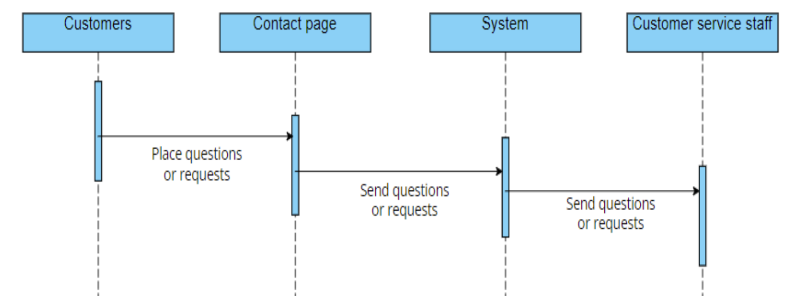 Customers
Contact page
System
Customer service staff
Place questions
or requests
Send questions
or requests
Send questions
or requests